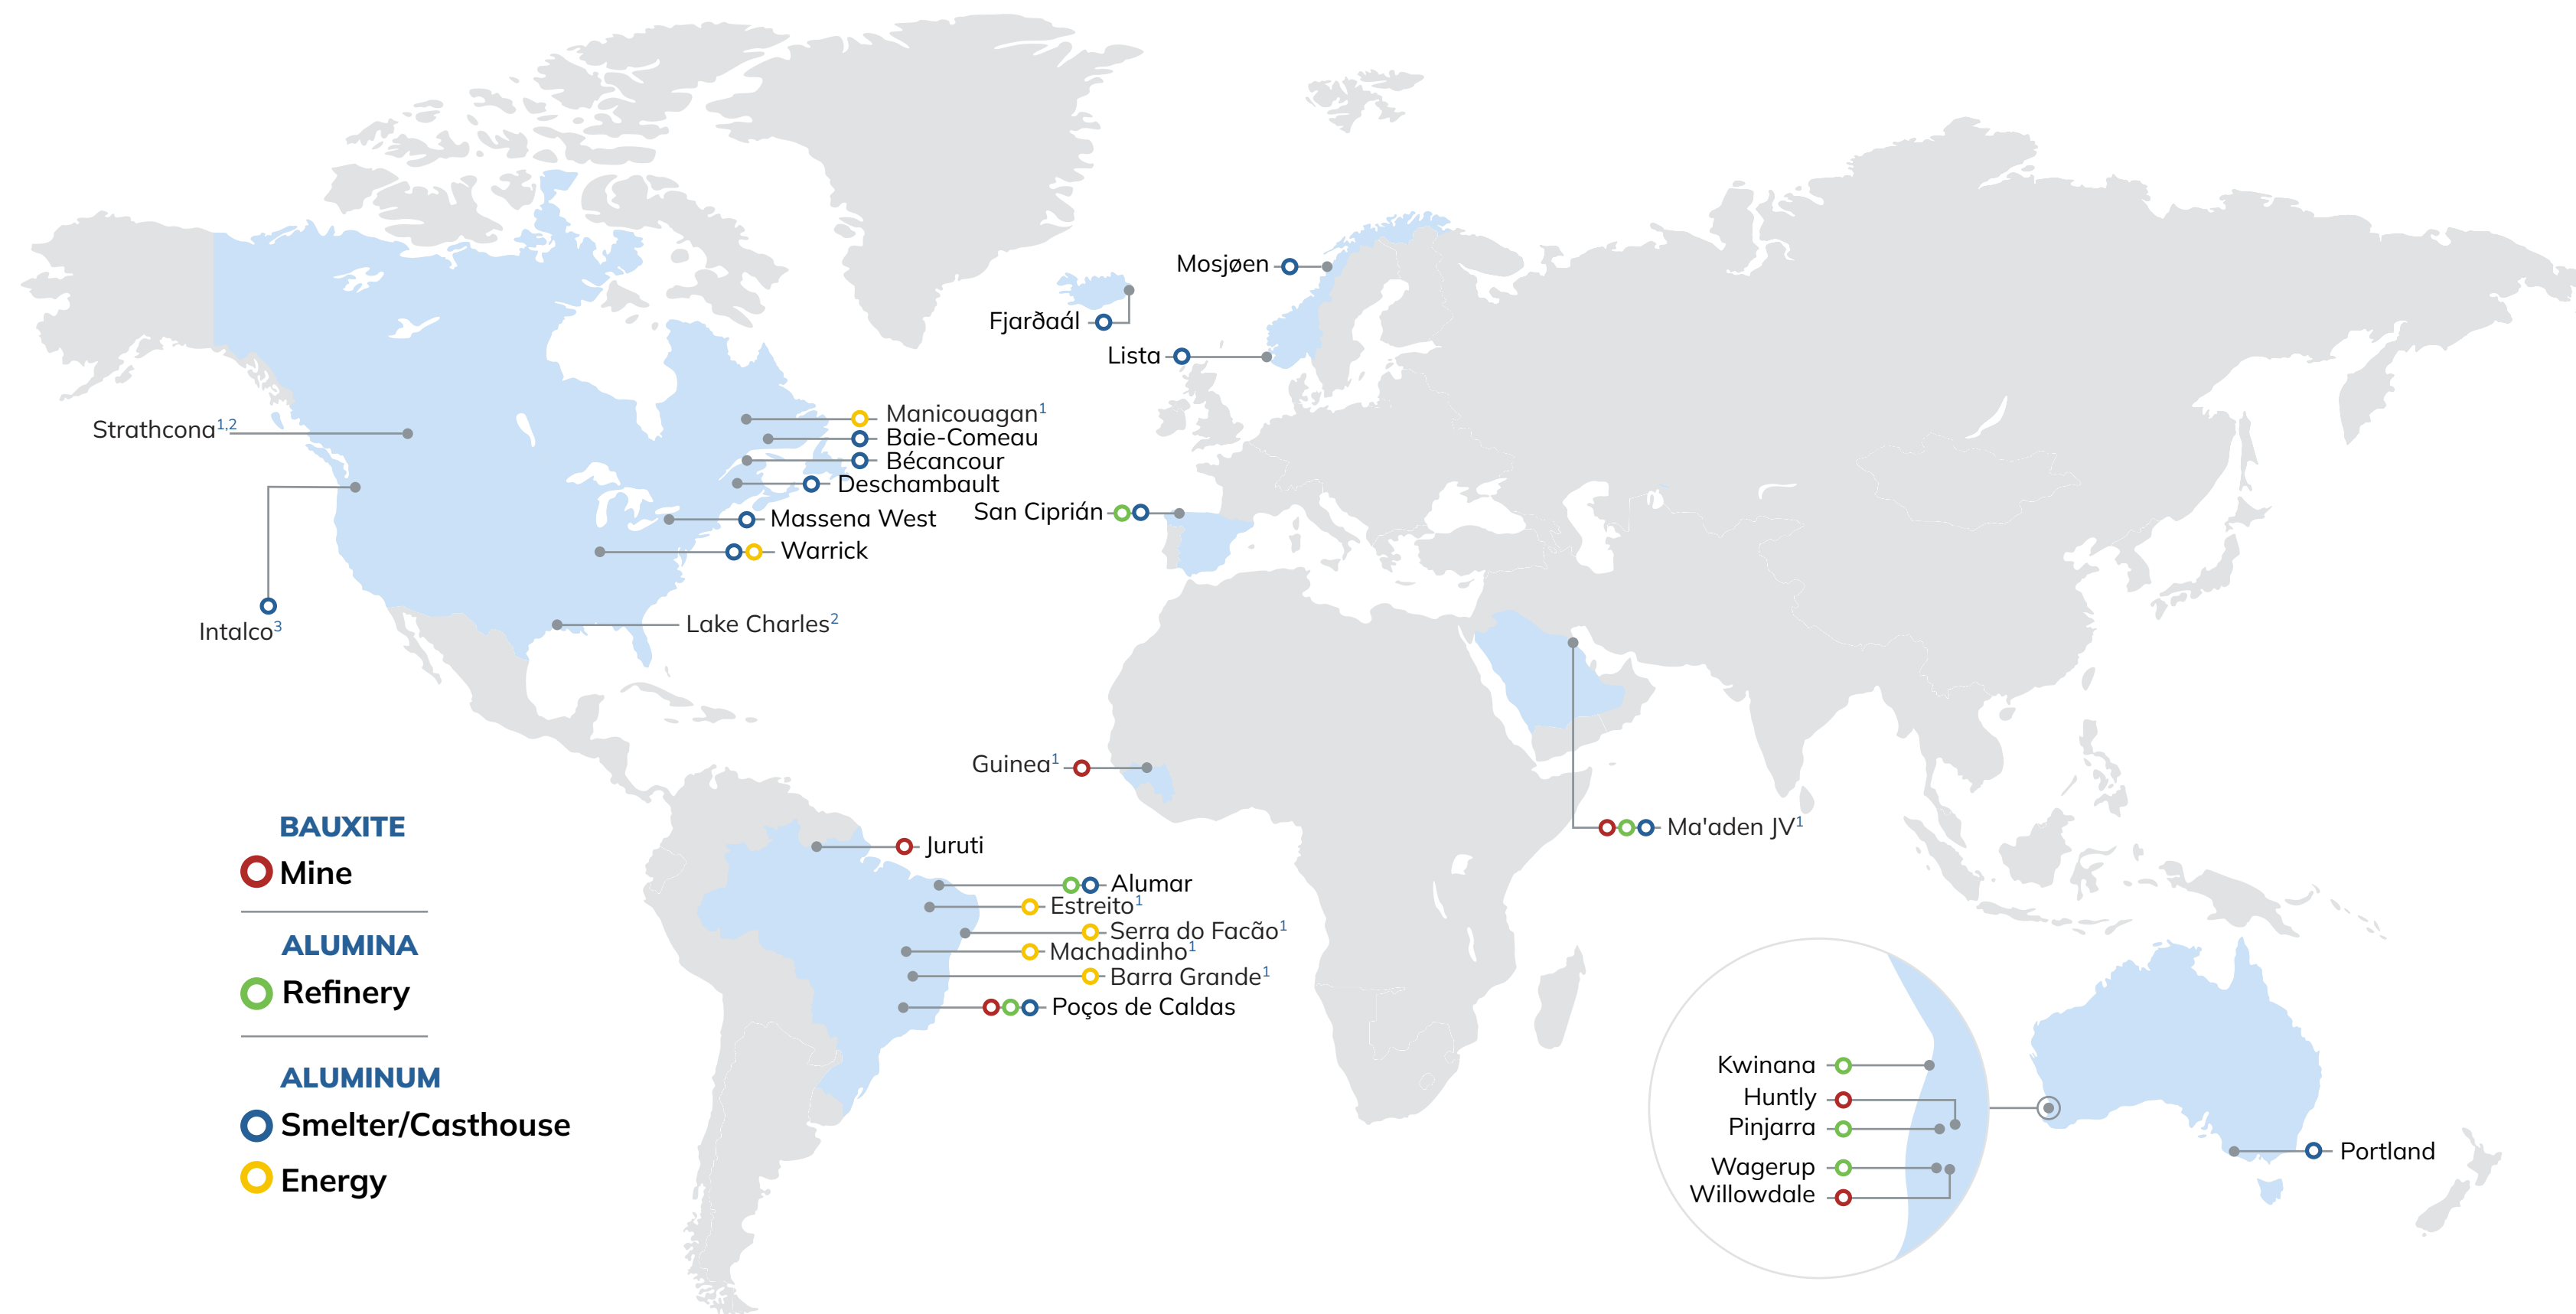 Mosjøen
Fjarðaál
Lista
Strathcona1,2
Manicouagan1
Baie-Comeau
Bécancour
Deschambault
Massena West
San Ciprián
Warrick
Intalco3
Lake Charles2
Guinea1
Ma'aden JV1
Juruti
Alumar
Estreito1
Serra do Facão1
Machadinho1
Barra Grande1
Poços de Caldas
BAUXITE
Mine
ALUMINA
Refinery
ALUMINUM
Smelter/Casthouse
Energy
Kwinana
Huntly
Pinjarra
Wagerup
Willowdale
Portland